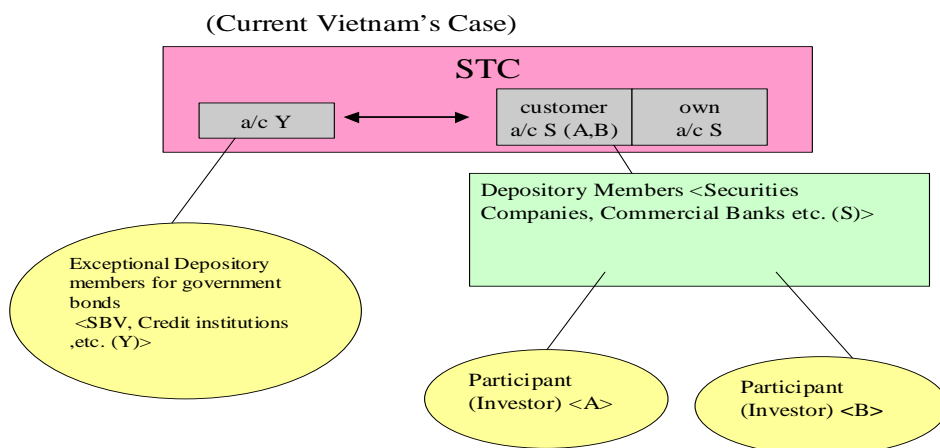 (Current Vietnam's Case)
STC
a/c Y
customer
a/c S (A,B)
own
a/c S
Depository Members <Securities
Companies, Commercial Banks etc. (S)>
Exceptional Depository
members for government
bonds
<SBV, Credit institutions
,etc. (Y)>
Participant
(Investor) <A>
Participant
(Investor) <B>